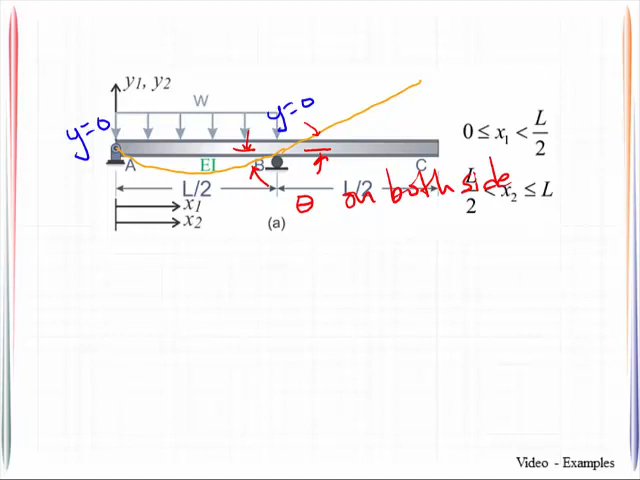 y1, y2
W
y=0
y=0
0 ≤ x1 < L/2
A
EI
B
C
L/2
L/2
L/2 < x2 ≤ L
θ on both side
x1
x2
(a)
Video - Examples